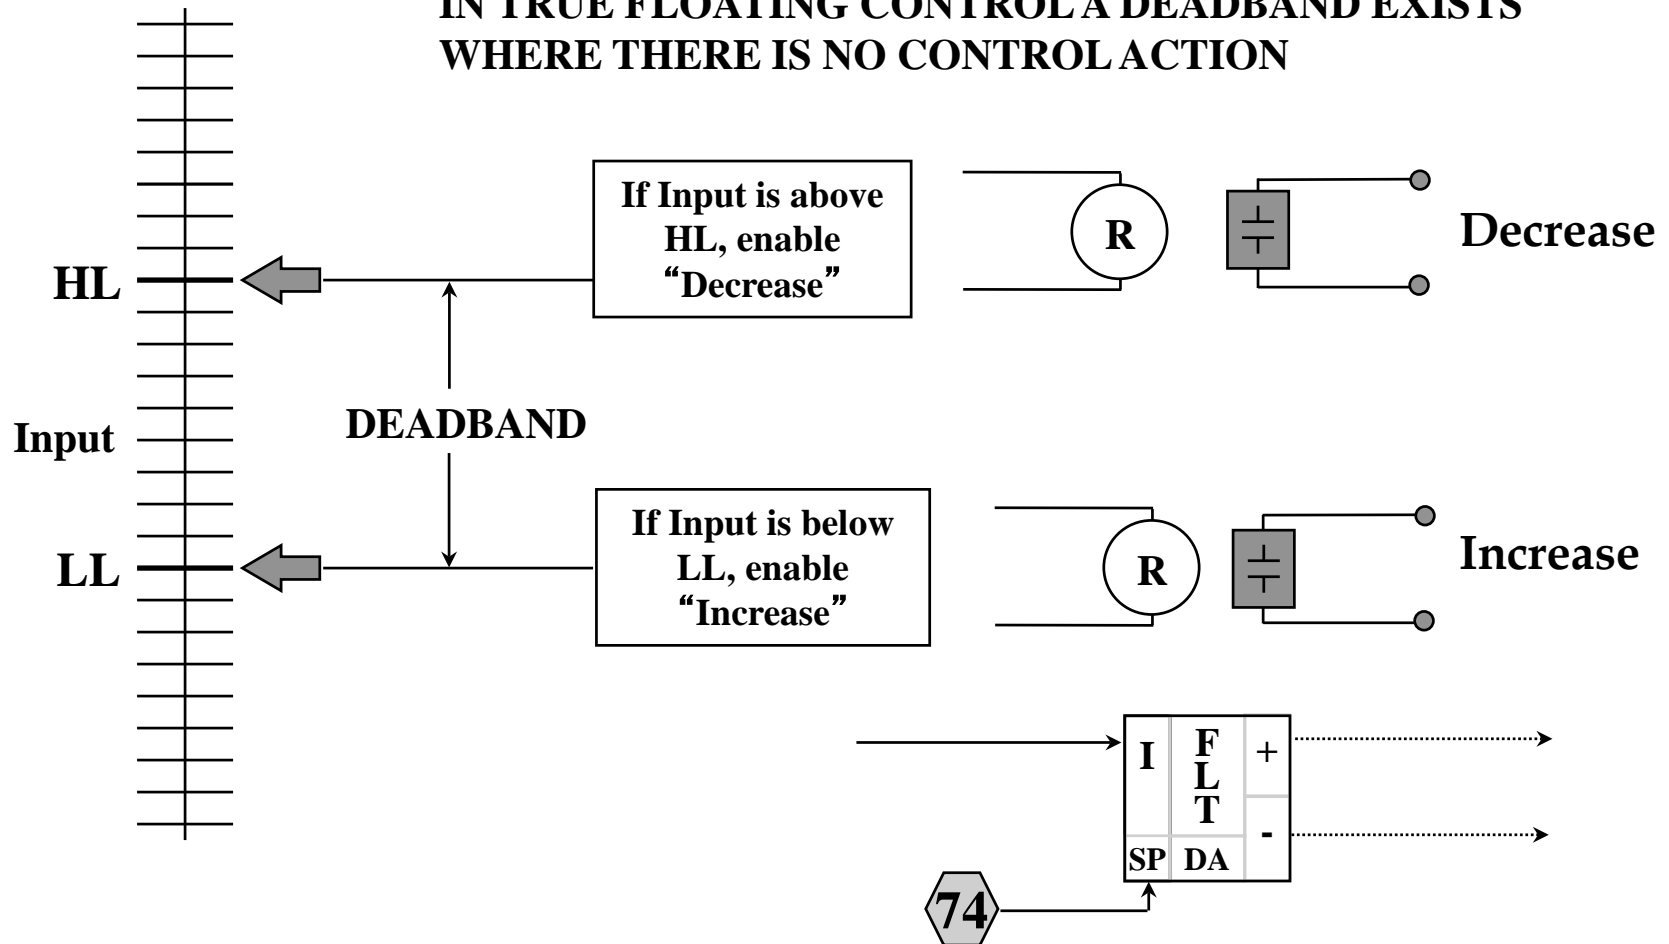 IN TRUE FLOATING CONTROL A DEADBAND EXISTS
WHERE THERE IS NO CONTROL ACTION
If Input is above
HL, enable
“Decrease”
R
Decrease
HL
DEADBAND
Input
If Input is below
LL, enable
“Increase”
R
Increase
LL
I
F
L
T
+
-
SP
DA
74